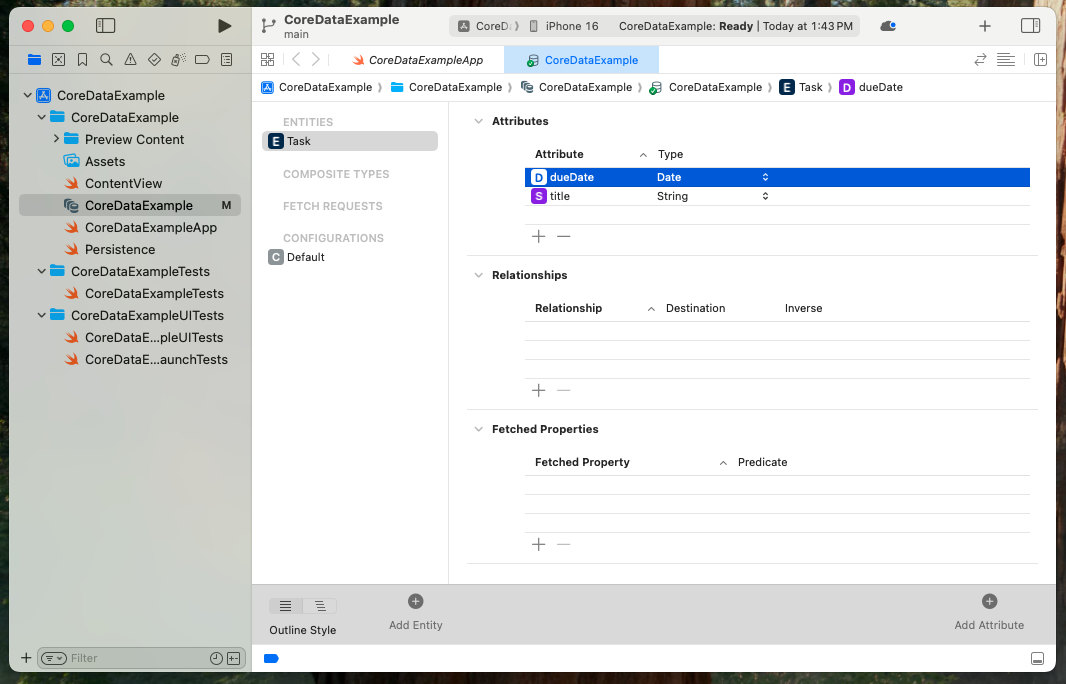 CoreDataExample
main
CoreD: iPhone 16 CoreDataExample: Ready | Today at 1:43 PM
CoreDataExampleApp CoreDataExample
CoreDataExample CoreDataExample CoreDataExample CoreDataExample E Task D dueDate
CoreDataExample
CoreDataExample
Preview Content
Assets
ContentView
CoreDataExample M
CoreDataExampleApp
Persistence
CoreDataExampleTests
CoreDataExampleTests
CoreDataExampleUITests
CoreDataE...pleUITests
CoreDataE...aunchTests
Filter
ENTITIES
E Task
COMPOSITE TYPES
FETCH REQUESTS
CONFIGURATIONS
C Default
Attributes
Attribute Type
D dueDate Date
S title String
Relationships
Relationship Destination Inverse
Fetched Properties
Fetched Property Predicate
Outline Style
Add Entity
Add Attribute